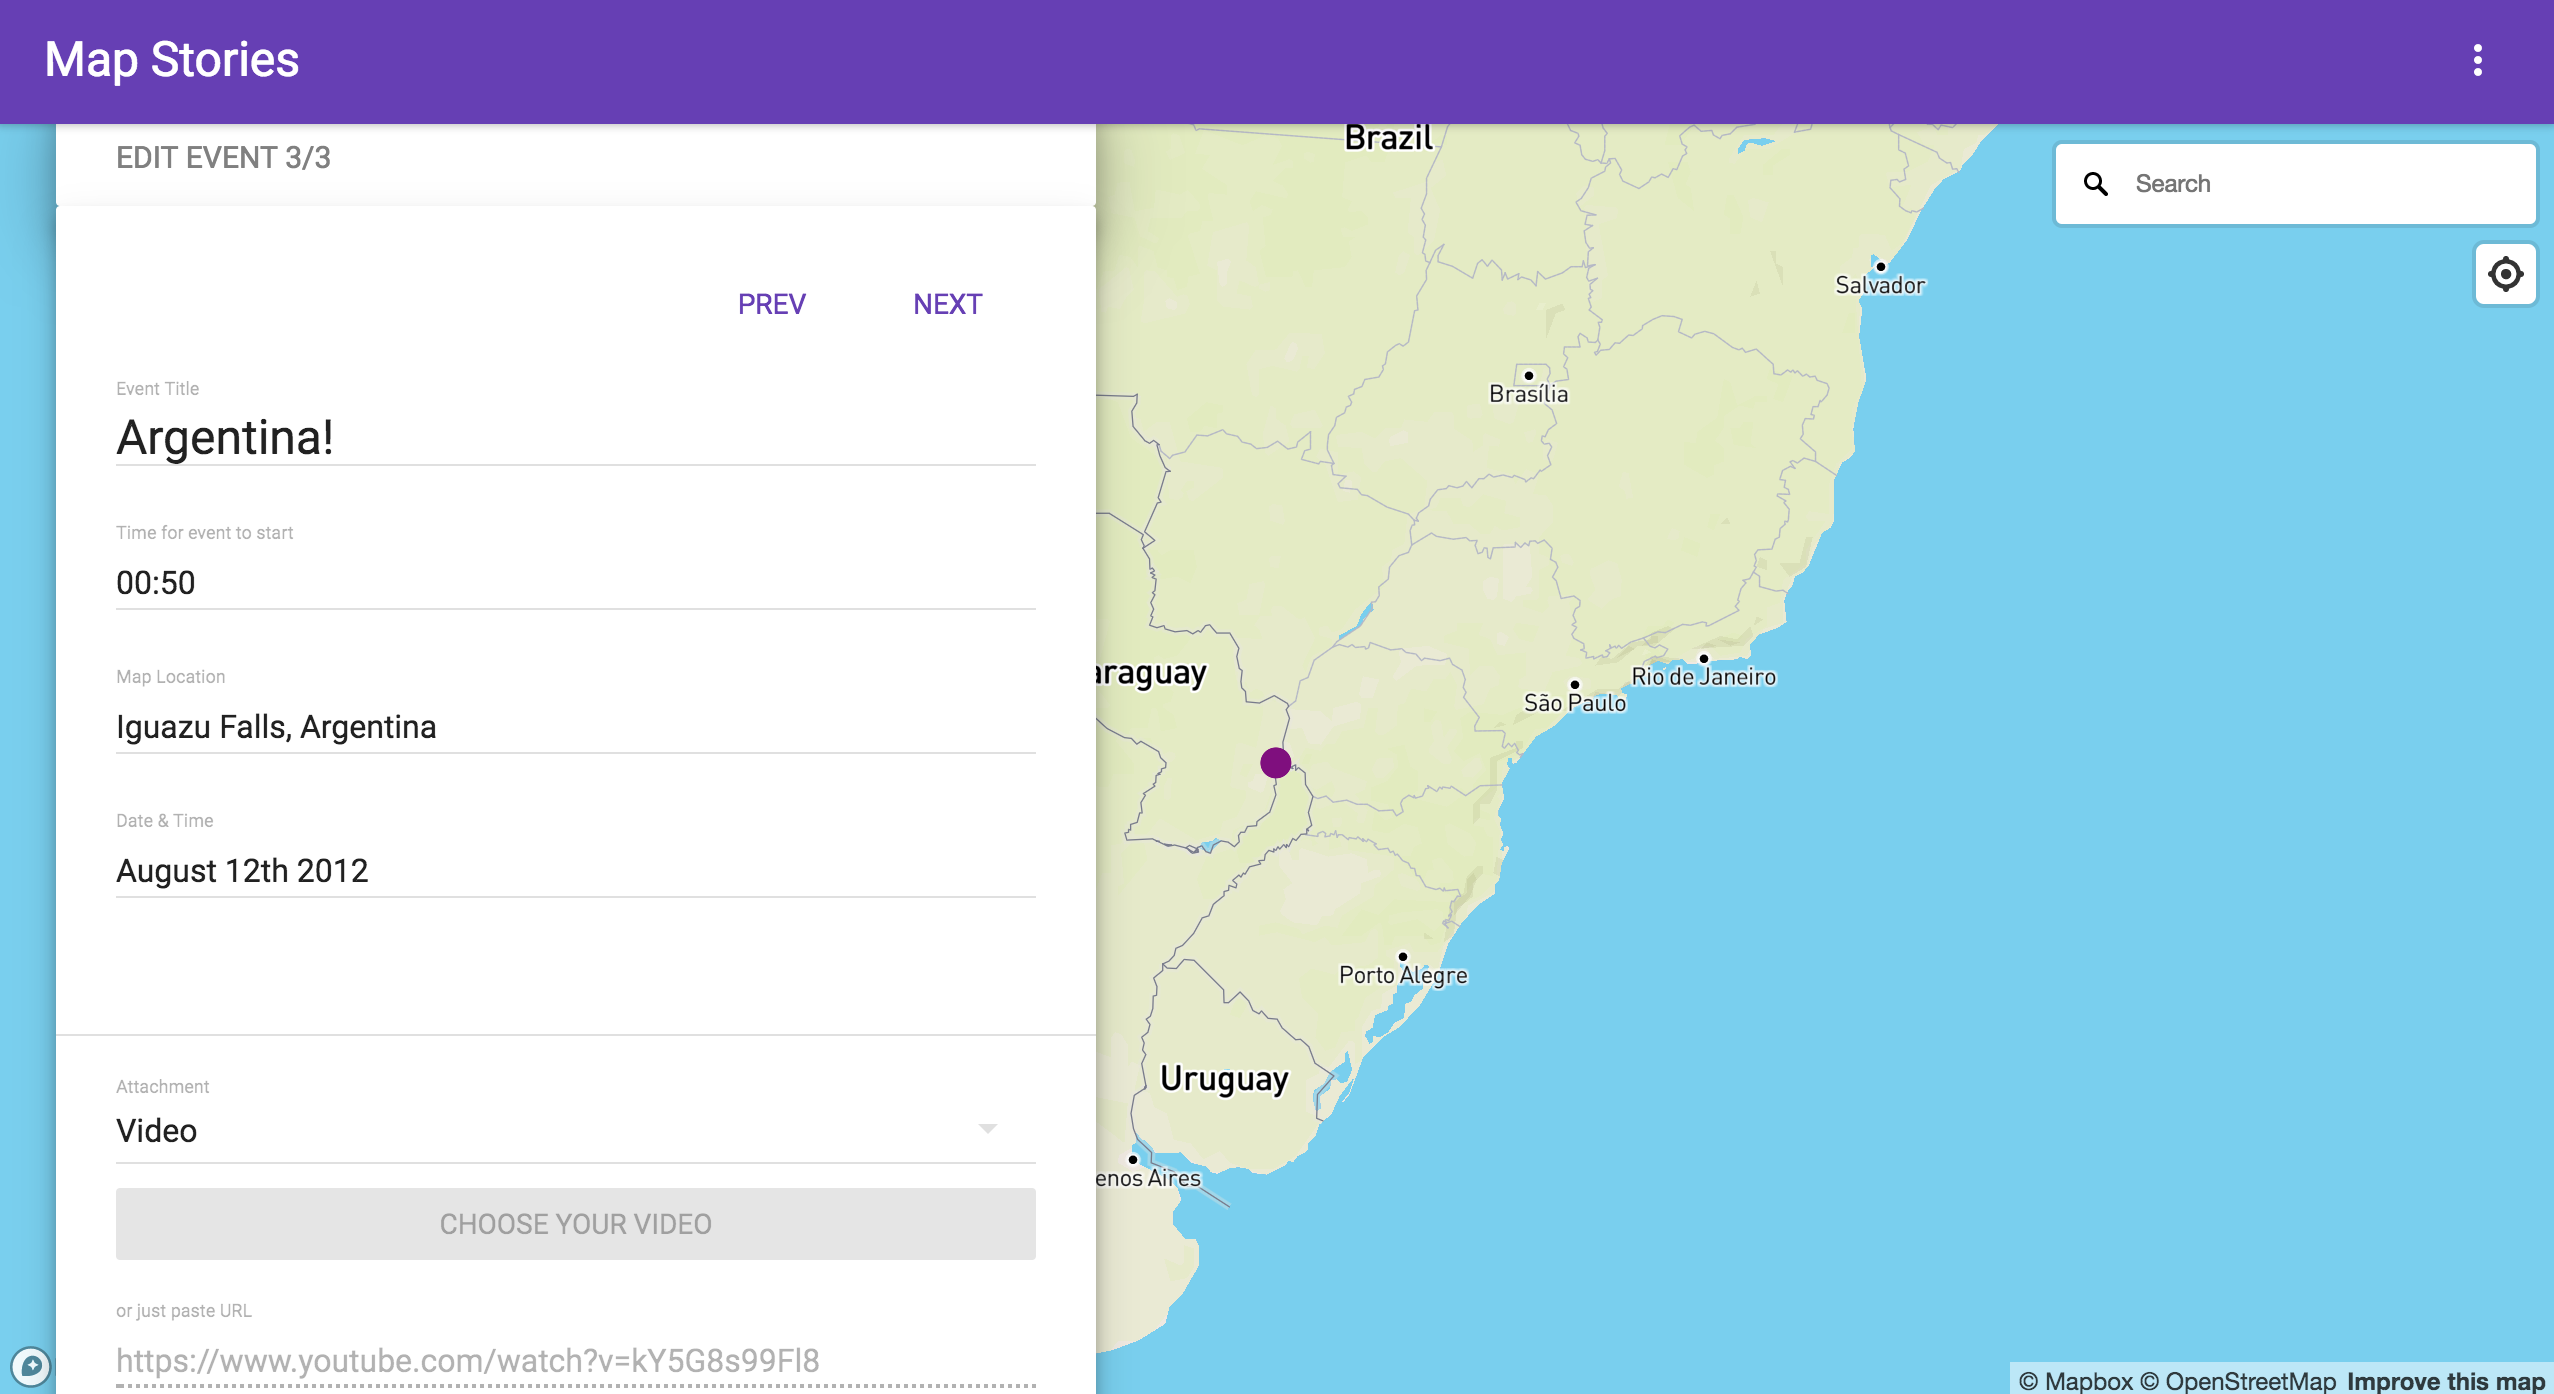 Map Stories
EDIT EVENT 3/3
PREV NEXT
Event Title
Argentina!
Time for event to start
00:50
Map Location
Iguazu Falls, Argentina
Date & Time
August 12th 2012
Attachment
Video
CHOOSE YOUR VIDEO
or just paste URL
https://www.youtube.com/watch?v=kY5G8s99Fl8
Search
Brazil
Salvador
Brasília
araguay
Rio de Janeiro
São Paulo
Porto Alegre
Uruguay
enos Aires
© Mapbox © OpenStreetMap Improve this map